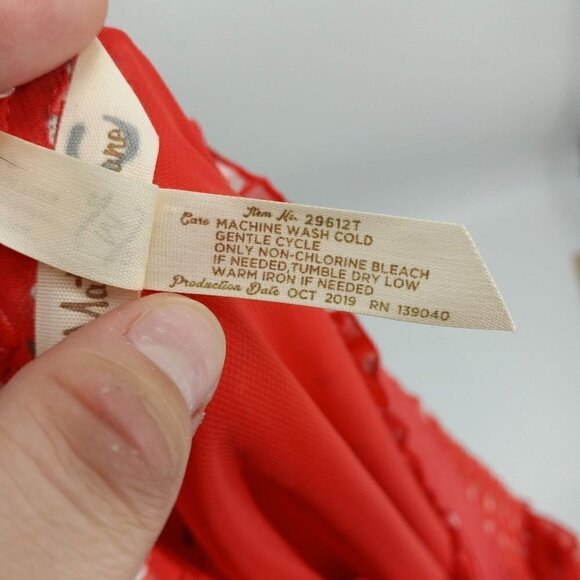 Item No. 29612T
Care MACHINE WASH COLD
GENTLE CYCLE
ONLY NON-CHLORINE BLEACH
IF NEEDED,TUMBLE DRY LOW
WARM IRON IF NEEDED
Production Date OCT 2019 RN 139040